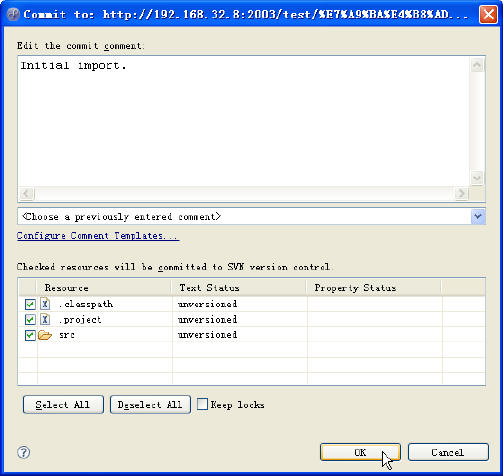 Commit to: http://192.168.32.8:2003/test/%E7%A9%BA%E4%B8%AD...
Edit the commit comment:
Initial import.
<Choose a previously entered comment>
Configure Comment Templates...
Checked resources will be committed to SVN version control.
Resource Text Status Property Status
.classpath unversioned
.project unversioned
src unversioned
Select All Deselect All Keep locks
? OK Cancel